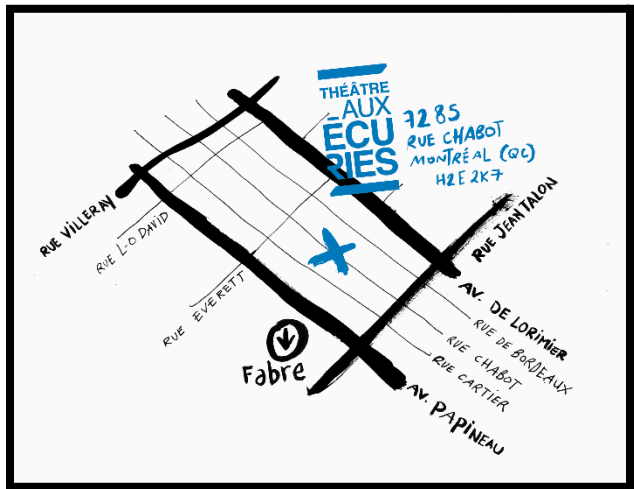 THÉÂTRE
AUX
ÉCU
RIES
7285
RUE CHABOT
MONTRÉAL (QC)
H2E 2K7
RUE VILLERAY
RUE L-O DAVID
RUE EVERETT
Fabre
RUE JEAN TALON
AV. DE LORIMIER
RUE DE BORDEAUX
RUE CHABOT
RUE CARTIER
AV. PAPINEAU